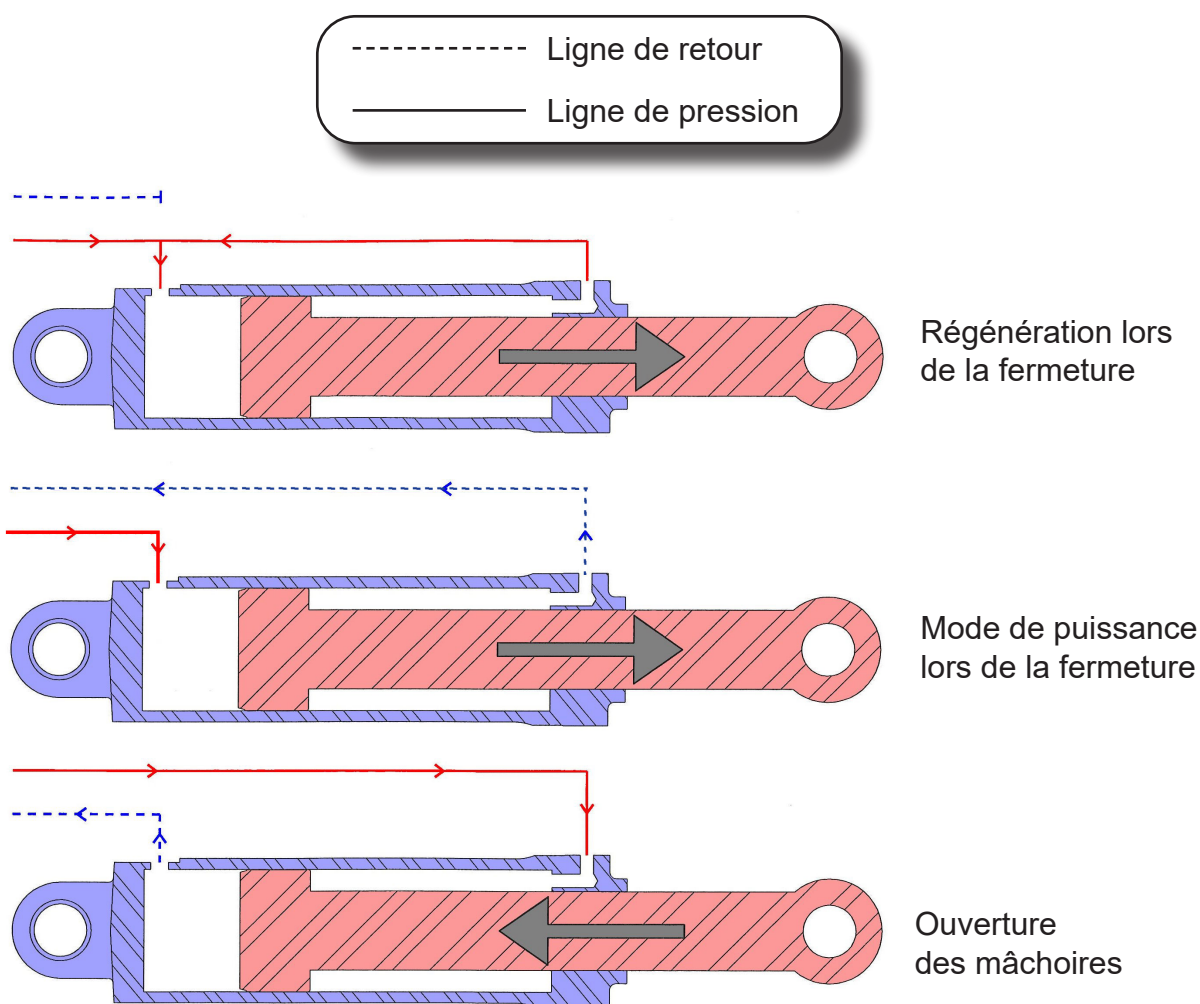 Ligne de retour
Ligne de pression
Régénération lors
de la fermeture
Mode de puissance
lors de la fermeture
Ouverture
des mâchoires